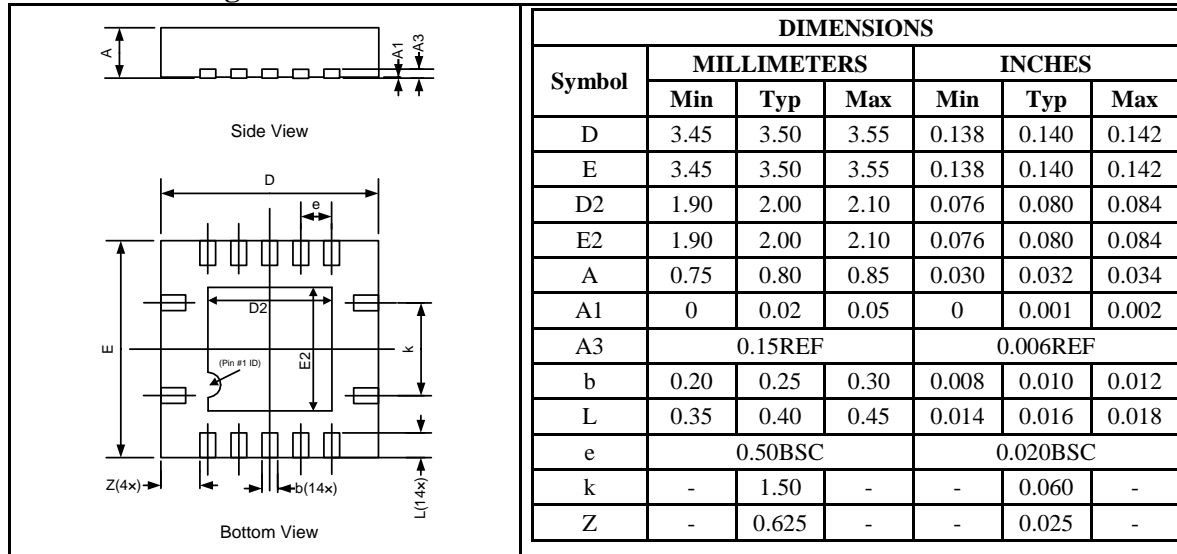 A
A1
A3
Side View
D
e
D2
E
E2
k
(Pin #1 ID)
Z(4×)
b(14×)
L(14×)
Bottom View
DIMENSIONS
Symbol MILLIMETERS INCHES
Min Typ Max Min Typ Max
D 3.45 3.50 3.55 0.138 0.140 0.142
E 3.45 3.50 3.55 0.138 0.140 0.142
D2 1.90 2.00 2.10 0.076 0.080 0.084
E2 1.90 2.00 2.10 0.076 0.080 0.084
A 0.75 0.80 0.85 0.030 0.032 0.034
A1 0 0.02 0.05 0 0.001 0.002
A3 0.15REF 0.006REF
b 0.20 0.25 0.30 0.008 0.010 0.012
L 0.35 0.40 0.45 0.014 0.016 0.018
e 0.50BSC 0.020BSC
k - 1.50 - - 0.060 -
Z - 0.625 - - 0.025 -